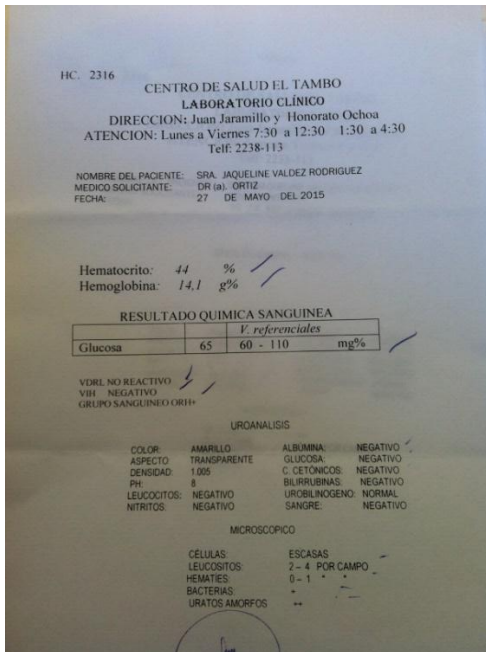 HC. 2316
CENTRO DE SALUD EL TAMBO
LABORATORIO CLÍNICO
DIRECCION: Juan Jaramillo y Honorato Ochoa
ATENCION: Lunes a Viernes 7:30 a 12:30 1:30 a 4:30
Telf: 2238-113
NOMBRE DEL PACIENTE: SRA. JAQUELINE VALDEZ RODRIGUEZ
MEDICO SOLICITANTE: DR (a). ORTIZ
FECHA: 27 DE MAYO DEL 2015
Hematocrito: 44 %
Hemoglobina: 14,1 g%
RESULTADO QUIMICA SANGUINEA
V. referenciales
Glucosa 65 60 - 110 mg%
VDRL NO REACTIVO
VIH NEGATIVO
GRUPO SANGUINEO ORH+
UROANALISIS
COLOR: AMARILLO ALBÚMINA: NEGATIVO
ASPECTO TRANSPARENTE GLUCOSA: NEGATIVO
DENSIDAD: 1.005 C. CETÓNICOS: NEGATIVO
PH: 8 BILIRRUBINAS: NEGATIVO
LEUCOCITOS: NEGATIVO UROBILINOGENO: NORMAL
NITRITOS: NEGATIVO SANGRE: NEGATIVO
MICROSCOPICO
CÉLULAS: ESCASAS
LEUCOSITOS: 2 – 4 POR CAMPO
HEMATIES: 0 – 1 " "
BACTERIAS: +
URATOS AMORFOS ++